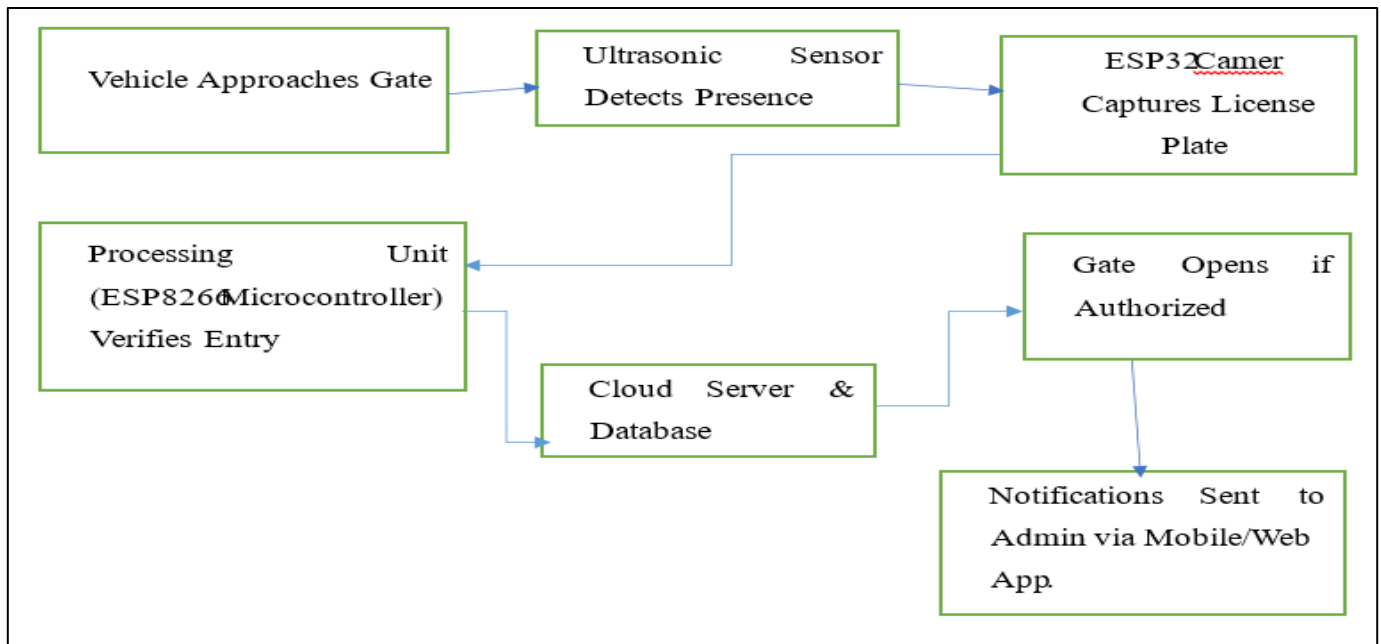 Vehicle Approaches Gate
Ultrasonic Sensor
Detects Presence
ESP32Camer
Captures License
Plate
Processing Unit
(ESP8266Microcontroller)
Verifies Entry
Cloud Server &
Database
Gate Opens if
Authorized
Notifications Sent to
Admin via Mobile/Web
App.